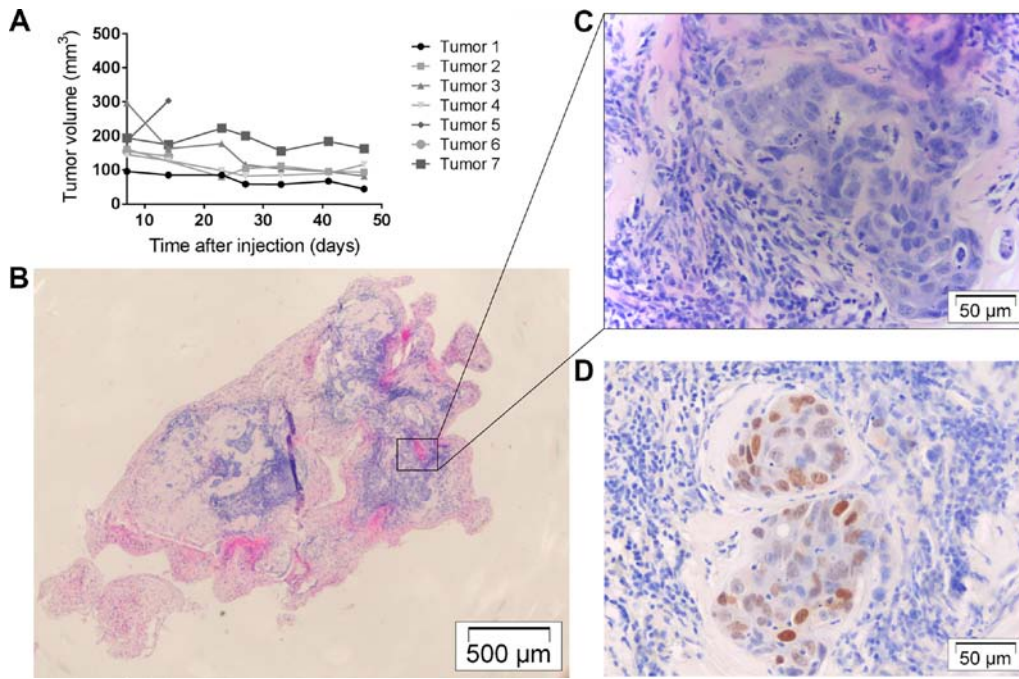 A
Tumor volume (mm³)
500
400
300
200
100
0
10
20
30
40
50
Time after injection (days)
Tumor 1
Tumor 2
Tumor 3
Tumor 4
Tumor 5
Tumor 6
Tumor 7
B
500 µm
C
50 µm
D
50 µm